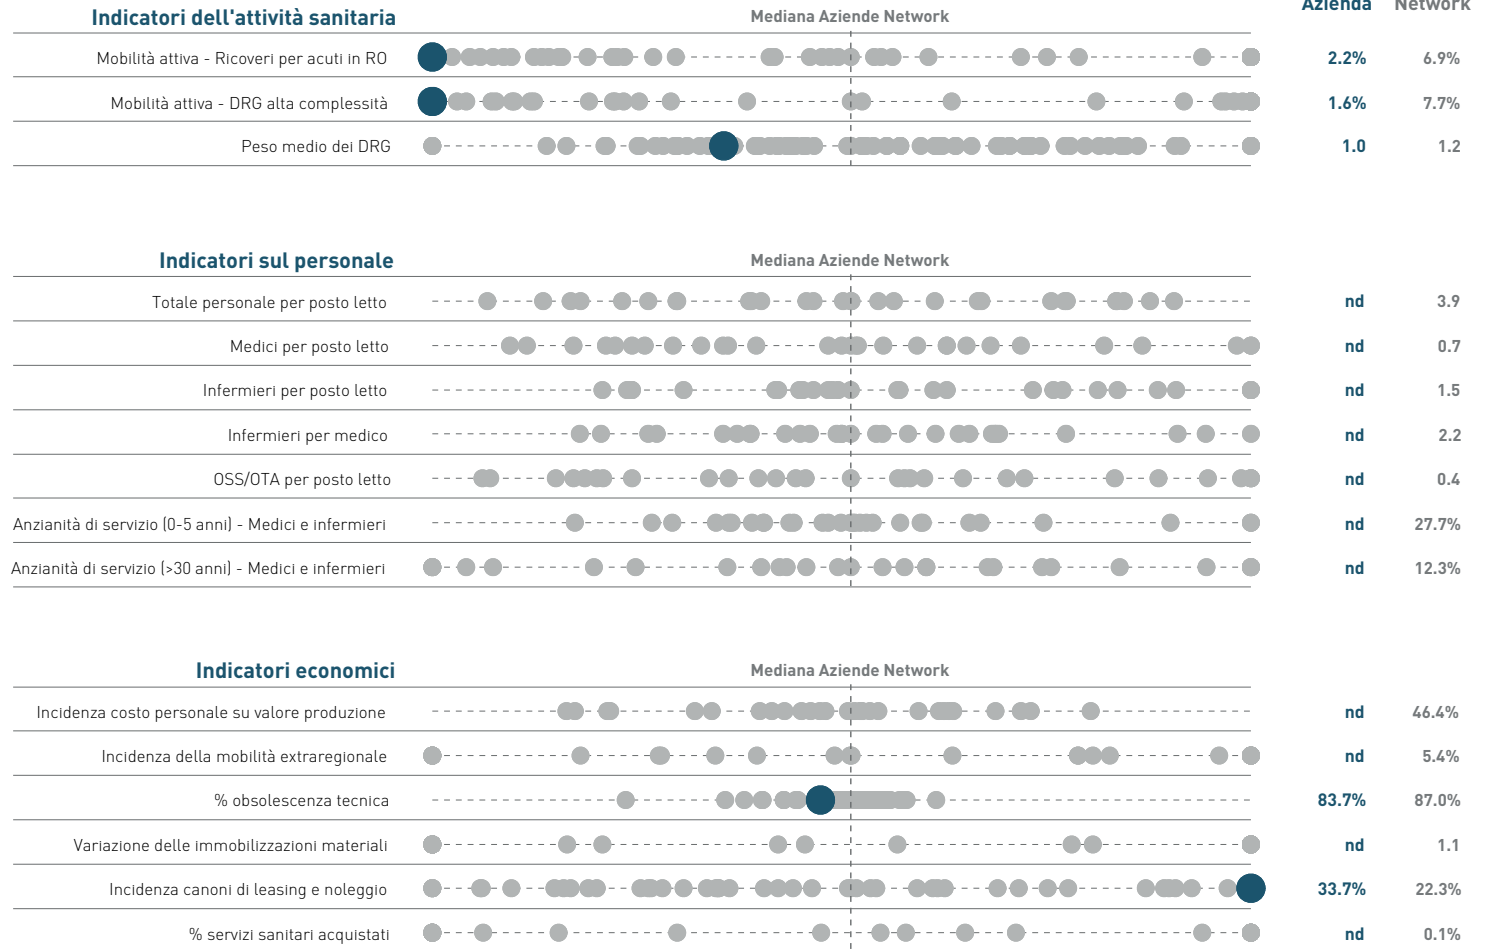 Azienda Network
Indicatori dell'attività sanitaria Mediana Aziende Network
Mobilità attiva - Ricoveri per acuti in RO 2.2% 6.9%
Mobilità attiva - DRG alta complessità 1.6% 7.7%
Peso medio dei DRG 1.0 1.2
Indicatori sul personale Mediana Aziende Network
Totale personale per posto letto nd 3.9
Medici per posto letto nd 0.7
Infermieri per posto letto nd 1.5
Infermieri per medico nd 2.2
OSS/OTA per posto letto nd 0.4
Anzianità di servizio (0-5 anni) - Medici e infermieri nd 27.7%
Anzianità di servizio (>30 anni) - Medici e infermieri nd 12.3%
Indicatori economici Mediana Aziende Network
Incidenza costo personale su valore produzione nd 46.4%
Incidenza della mobilità extraregionale nd 5.4%
% obsolescenza tecnica 83.7% 87.0%
Variazione delle immobilizzazioni materiali nd 1.1
Incidenza canoni di leasing e noleggio 33.7% 22.3%
% servizi sanitari acquistati nd 0.1%